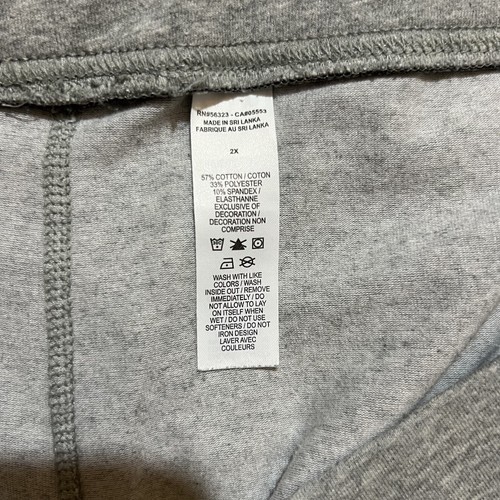 RN#56323 - CA#05553
MADE IN SRI LANKA
FABRIQUE AU SRI LANKA
2X
57% COTTON / COTON
33% POLYESTER
10% SPANDEX /
ELASTHANNE
EXCLUSIVE OF
DECORATION /
DECORATION NON
COMPRISE
WASH WITH LIKE
COLORS / WASH
INSIDE OUT / REMOVE
IMMEDIATELY / DO
NOT ALLOW TO LAY
ON ITSELF WHEN
WET / DO NOT USE
SOFTENERS / DO NOT
IRON DESIGN
LAVER AVEC
COULEURS